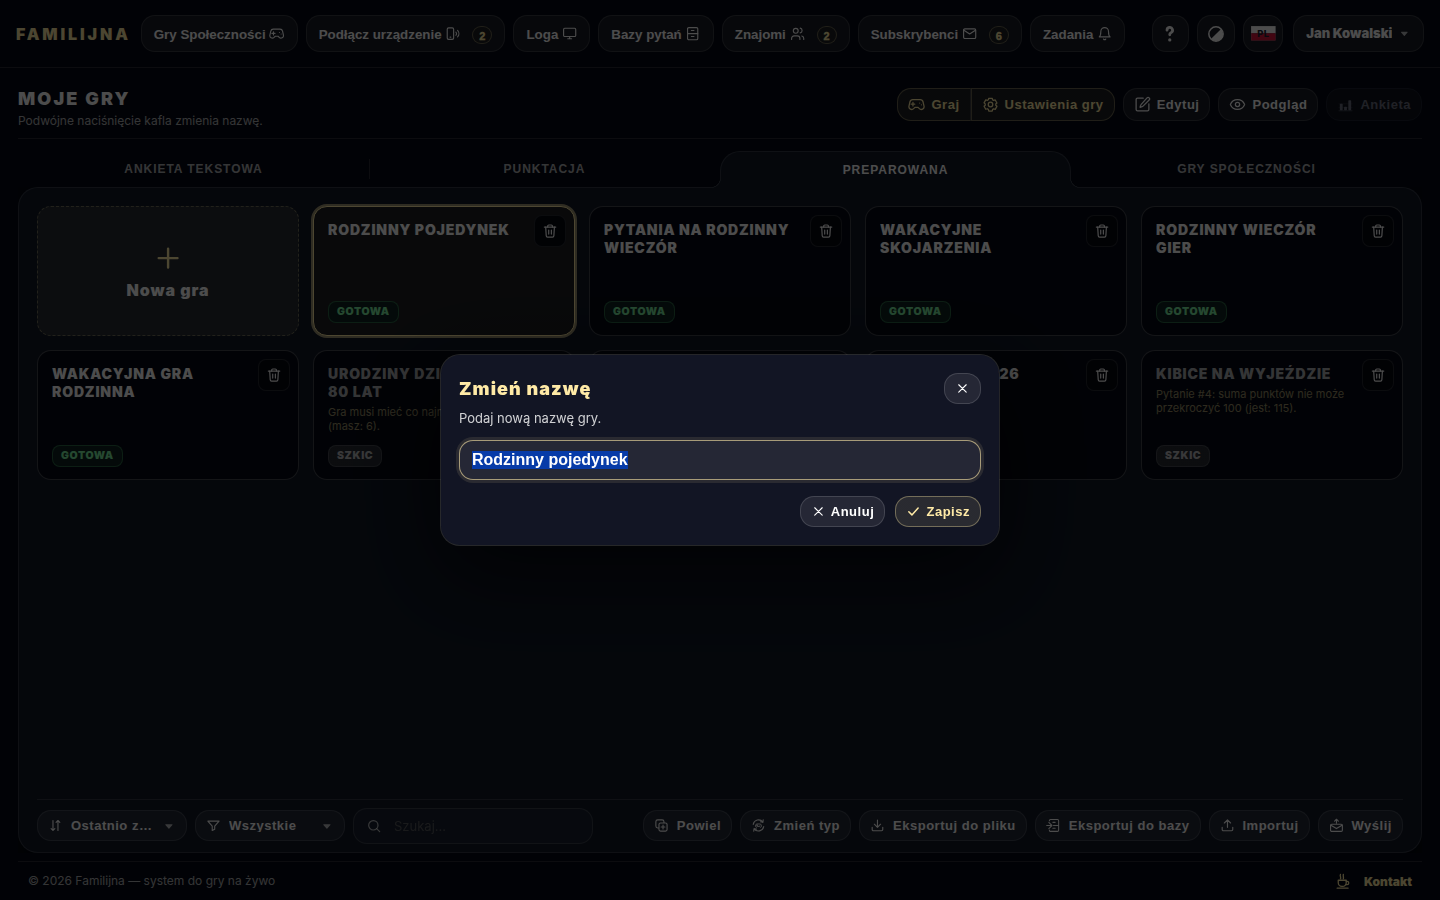 FAMILIJNA
Gry Społeczności
Podłącz urządzenie 2
Loga
Bazy pytań
Znajomi 2
Subskrybenci 6
Zadania
?
PL
Jan Kowalski
MOJE GRY
Podwójne naciśnięcie kafla zmienia nazwę.
Graj
Ustawienia gry
Edytuj
Podgląd
Ankieta
ANKIETA TEKSTOWA
PUNKTACJA
PREPAROWANA
GRY SPOŁECZNOŚCI
Nowa gra
RODZINNY POJEDYNEK
GOTOWA
PYTANIA NA RODZINNY
WIECZÓR
GOTOWA
WAKACYJNE
SKOJARZENIA
GOTOWA
RODZINNY WIECZÓR
GIER
GOTOWA
WAKACYJNA GRA
RODZINNA
GOTOWA
URODZINY
80 LAT
Gra musi mieć co
(masz: 6).
SZKIC
26
KIBICE NA WYJEŹDZIE
Pytanie #4: suma punktów nie może
przekroczyć 100 (jest: 115).
SZKIC
Zmień nazwę
Podaj nową nazwę gry.
Rodzinny pojedynek
Anuluj
Zapisz
Ostatnio z...
Wszystkie
Szukaj...
Powiel
Zmień typ
Eksportuj do pliku
Eksportuj do bazy
Importuj
Wyślij
© 2026 Familijna — system do gry na żywo
Kontakt